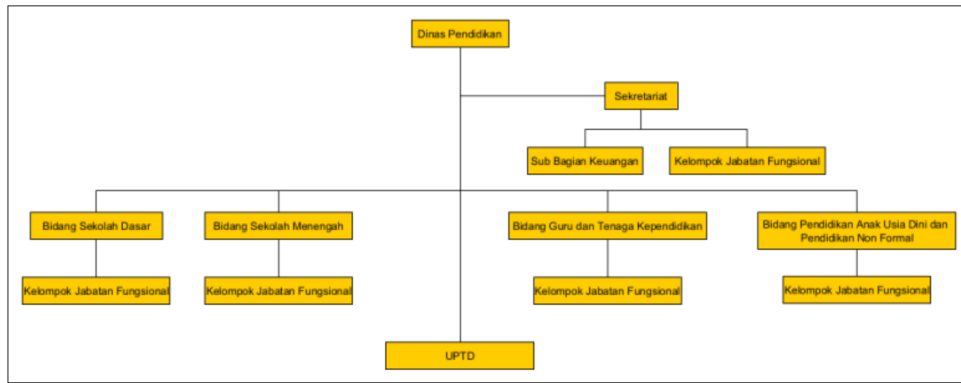 Dinas Pendidikan
Sekretariat
Sub Bagian Keuangan
Kelompok Jabatan Fungsional
Bidang Sekolah Dasar
Bidang Sekolah Menengah
Bidang Guru dan Tenaga Kependidikan
Bidang Pendidikan Anak Usia Dini dan
Pendidikan Non Formal
Kelompok Jabatan Fungsional
Kelompok Jabatan Fungsional
Kelompok Jabatan Fungsional
Kelompok Jabatan Fungsional
UPTD